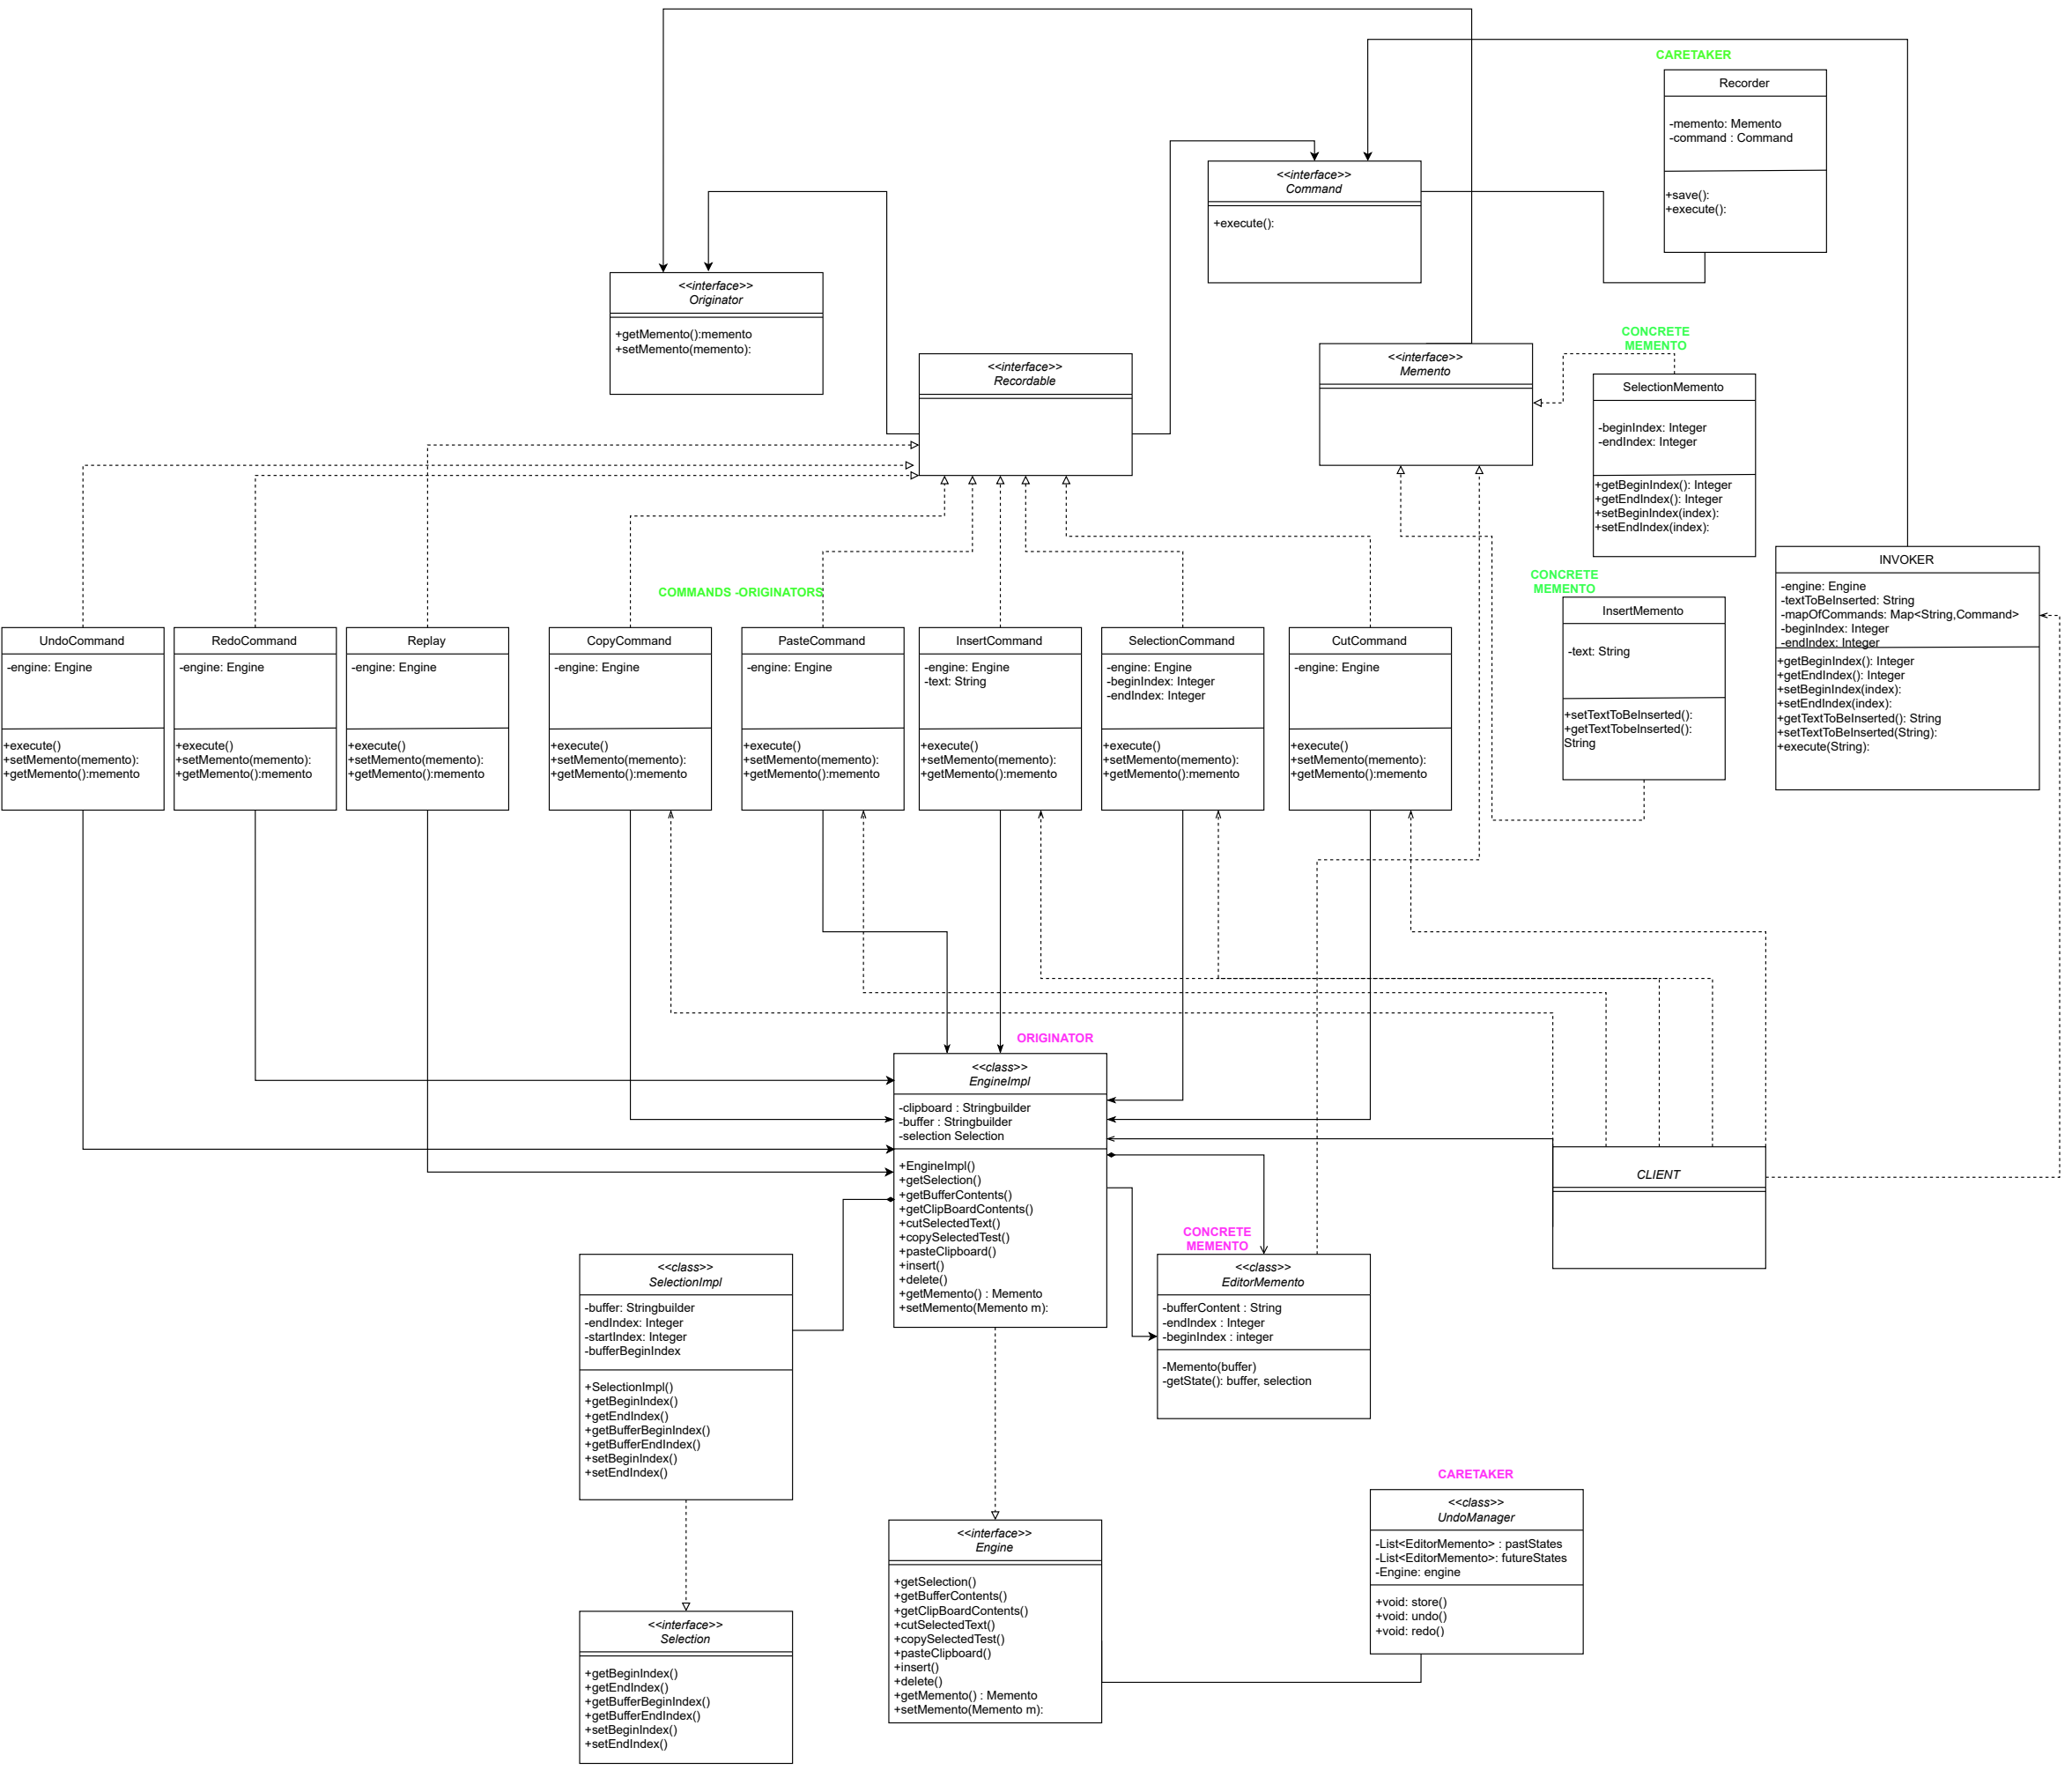 CARETAKER
Recorder
-memento: Memento
-command : Command
+save():
+execute():
<<interface>>
Command
+execute():
<<interface>>
Originator
+getMemento():memento
+setMemento(memento):
<<interface>>
Recordable
<<interface>>
Memento
CONCRETE
MEMENTO
SelectionMemento
-beginIndex: Integer
-endIndex: Integer
+getBeginIndex(): Integer
+getEndIndex(): Integer
+setBeginIndex(index):
+setEndIndex(index):
INVOKER
-engine: Engine
-textToBeInserted: String
-mapOfCommands: Map<String,Command>
-beginIndex: Integer
-endIndex: Integer
+getBeginIndex(): Integer
+getEndIndex(): Integer
+setBeginIndex(index):
+setEndIndex(index):
+getTextToBeInserted(): String
+setTextToBeInserted(String):
+execute(String):
CONCRETE
MEMENTO
InsertMemento
-text: String
+setTextToBeInserted():
+getTextTobeInserted():
String
COMMANDS -ORIGINATORS
UndoCommand
-engine: Engine
+execute()
+setMemento(memento):
+getMemento():memento
RedoCommand
-engine: Engine
+execute()
+setMemento(memento):
+getMemento():memento
Replay
-engine: Engine
+execute()
+setMemento(memento):
+getMemento():memento
CopyCommand
-engine: Engine
+execute()
+setMemento(memento):
+getMemento():memento
PasteCommand
-engine: Engine
+execute()
+setMemento(memento):
+getMemento():memento
InsertCommand
-engine: Engine
-text: String
+execute()
+setMemento(memento):
+getMemento():memento
SelectionCommand
-engine: Engine
-beginIndex: Integer
-endIndex: Integer
+execute()
+setMemento(memento):
+getMemento():memento
CutCommand
-engine: Engine
+execute()
+setMemento(memento):
+getMemento():memento
ORIGINATOR
<<class>>
EngineImpl
-clipboard : Stringbuilder
-buffer : Stringbuilder
-selection Selection
+EngineImpl()
+getSelection()
+getBufferContents()
+getClipBoardContents()
+cutSelectedText()
+copySelectedTest()
+pasteClipboard()
+insert()
+delete()
+getMemento() : Memento
+setMemento(Memento m):
CLIENT
CONCRETE
MEMENTO
<<class>>
EditorMemento
-bufferContent : String
-endIndex : Integer
-beginIndex : integer
-Memento(buffer)
-getState(): buffer, selection
<<class>>
SelectionImpl
-buffer: Stringbuilder
-endIndex: Integer
-startIndex: Integer
-bufferBeginIndex
+SelectionImpl()
+getBeginIndex()
+getEndIndex()
+getBufferBeginIndex()
+getBufferEndIndex()
+setBeginIndex()
+setEndIndex()
CARETAKER
<<class>>
UndoManager
-List<EditorMemento> : pastStates
-List<EditorMemento>: futureStates
-Engine: engine
+void: store()
+void: undo()
+void: redo()
<<interface>>
Engine
+getSelection()
+getBufferContents()
+getClipBoardContents()
+cutSelectedText()
+copySelectedTest()
+pasteClipboard()
+insert()
+delete()
+getMemento() : Memento
+setMemento(Memento m):
<<interface>>
Selection
+getBeginIndex()
+getEndIndex()
+getBufferBeginIndex()
+getBufferEndIndex()
+setBeginIndex()
+setEndIndex()